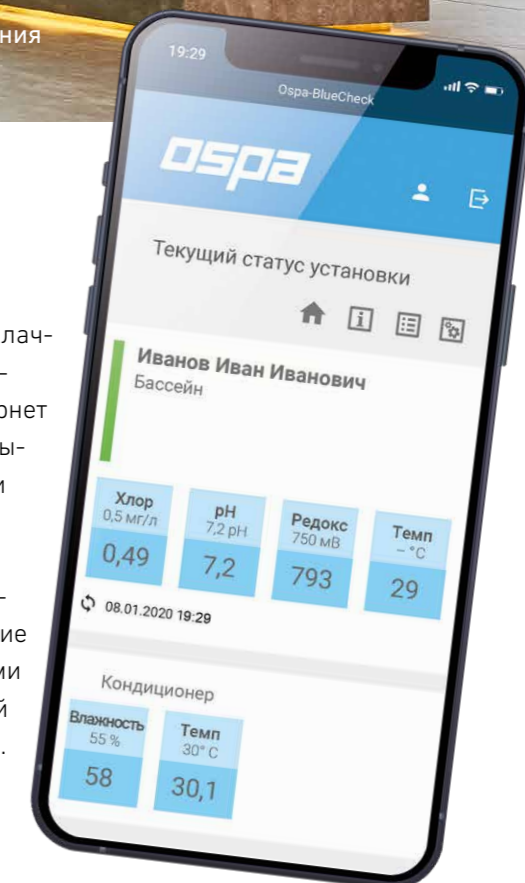 ния
лач-
-
рнет
ы-
и
-
ие
ми
й
.
19:29
Ospa-BlueCheck
ospa
Текущий статус установки
Иванов Иван Иванович
Бассейн
Хлор
0,5 мг/л
0,49
pH
7,2 pH
7,2
Редокс
750 мВ
793
Темп
– °C
29
08.01.2020 19:29
Кондиционер
Влажность
55 %
58
Темп
30° C
30,1